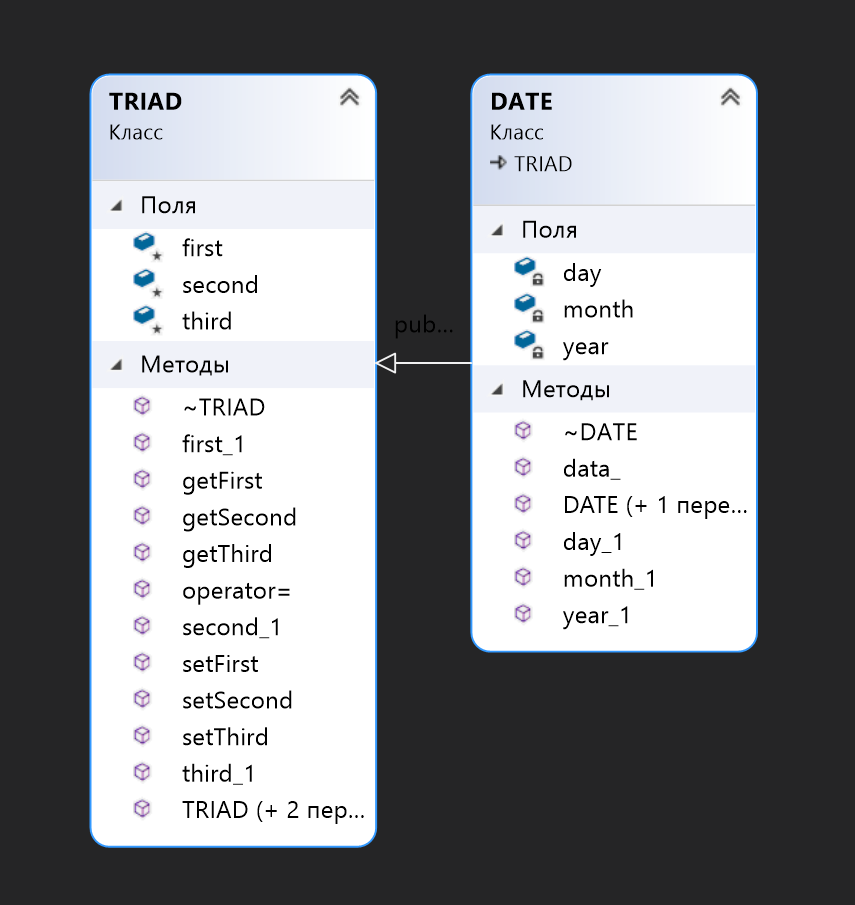 TRIAD
Класс
Поля
first
second
third
Методы
~TRIAD
first_1
getFirst
getSecond
getThird
operator=
second_1
setFirst
setSecond
setThird
third_1
TRIAD (+ 2 пер...
pub...
DATE
Класс
TRIAD
Поля
day
month
year
Методы
~DATE
data_
DATE (+ 1 пере...
day_1
month_1
year_1